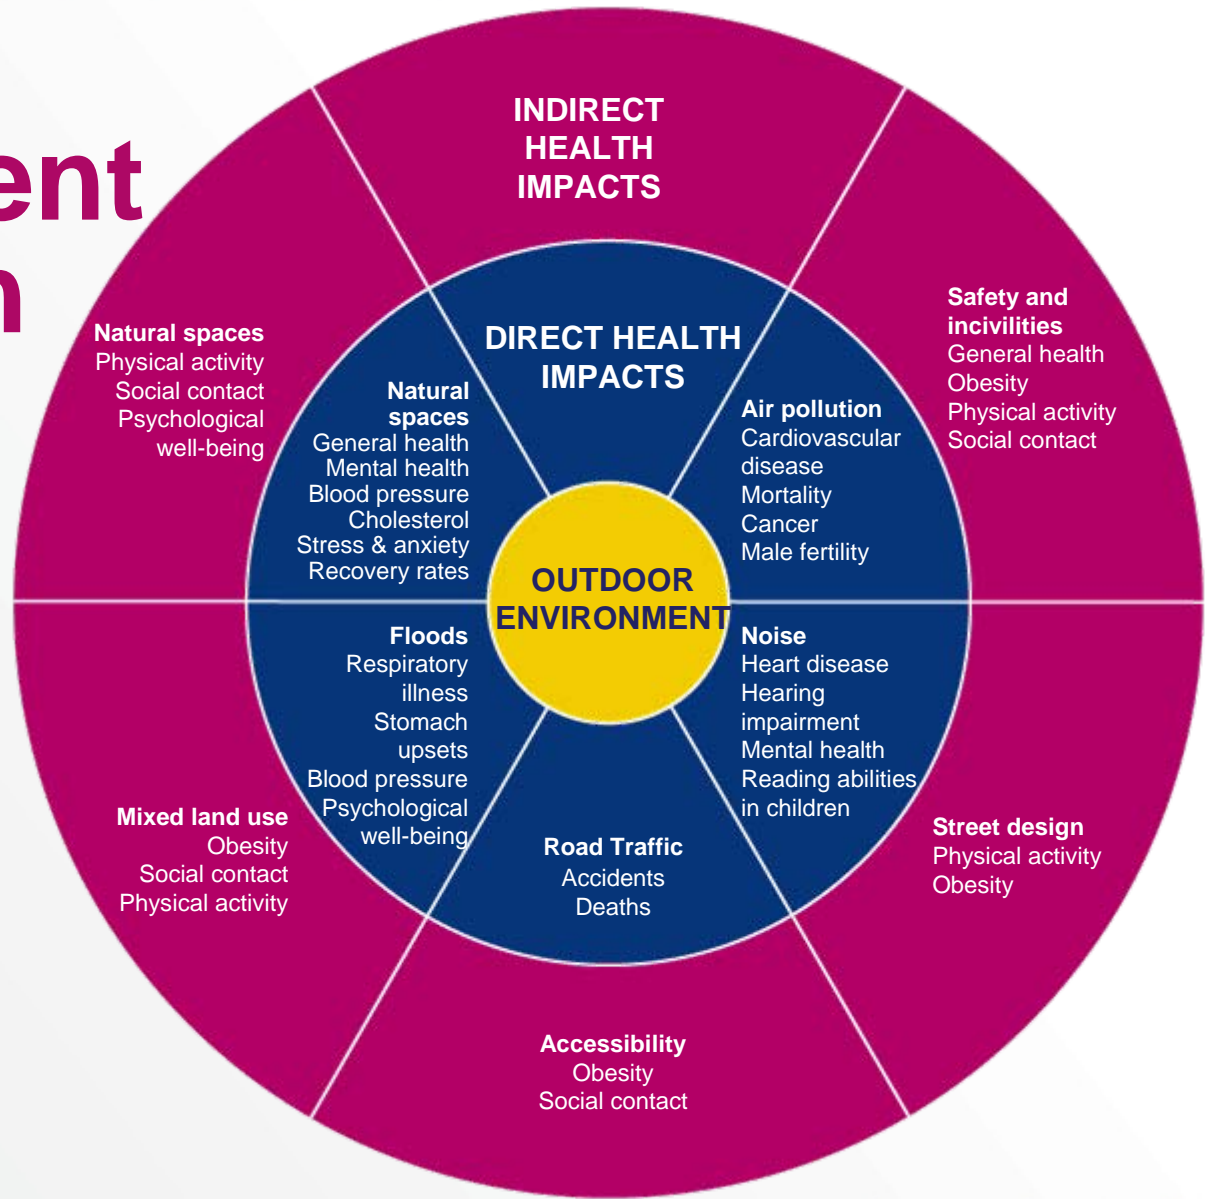 ent
n
INDIRECT
HEALTH
IMPACTS
DIRECT HEALTH
IMPACTS
Natural spaces
Physical activity
Social contact
Psychological
well-being
Natural
spaces
General health
Mental health
Blood pressure
Cholesterol
Stress & anxiety
Recovery rates
Air pollution
Cardiovascular
disease
Mortality
Cancer
Male fertility
Safety and
incivilities
General health
Obesity
Physical activity
Social contact
OUTDOOR
ENVIRONMENT
Floods
Respiratory
illness
Stomach
upsets
Blood pressure
Psychological
well-being
Noise
Heart disease
Hearing
impairment
Mental health
Reading abilities
in children
Mixed land use
Obesity
Social contact
Physical activity
Road Traffic
Accidents
Deaths
Street design
Physical activity
Obesity
Accessibility
Obesity
Social contact